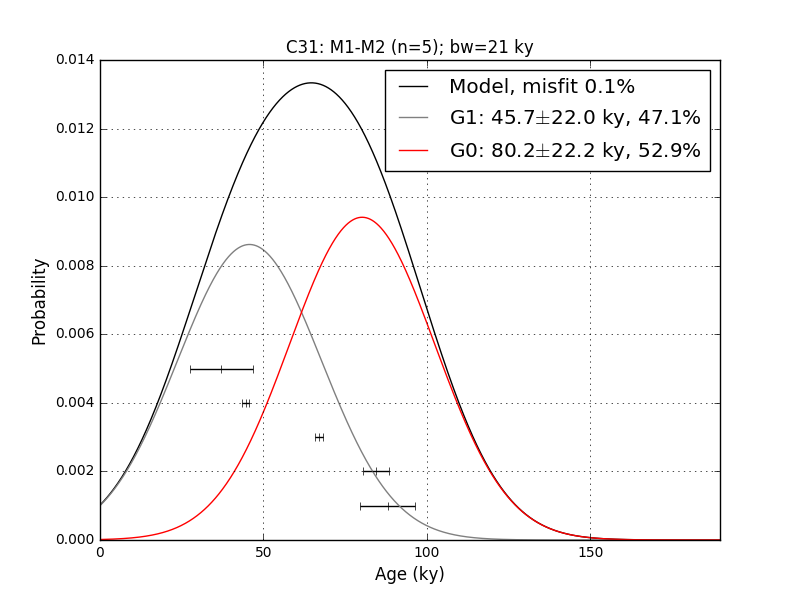 C31: M1-M2 (n=5); bw=21 ky
0.014
0.012
0.010
0.008
0.006
0.004
0.002
0.000
Probability
Model, misfit 0.1%
G1: 45.7±22.0 ky, 47.1%
G0: 80.2±22.2 ky, 52.9%
0 50 100 150
Age (ky)